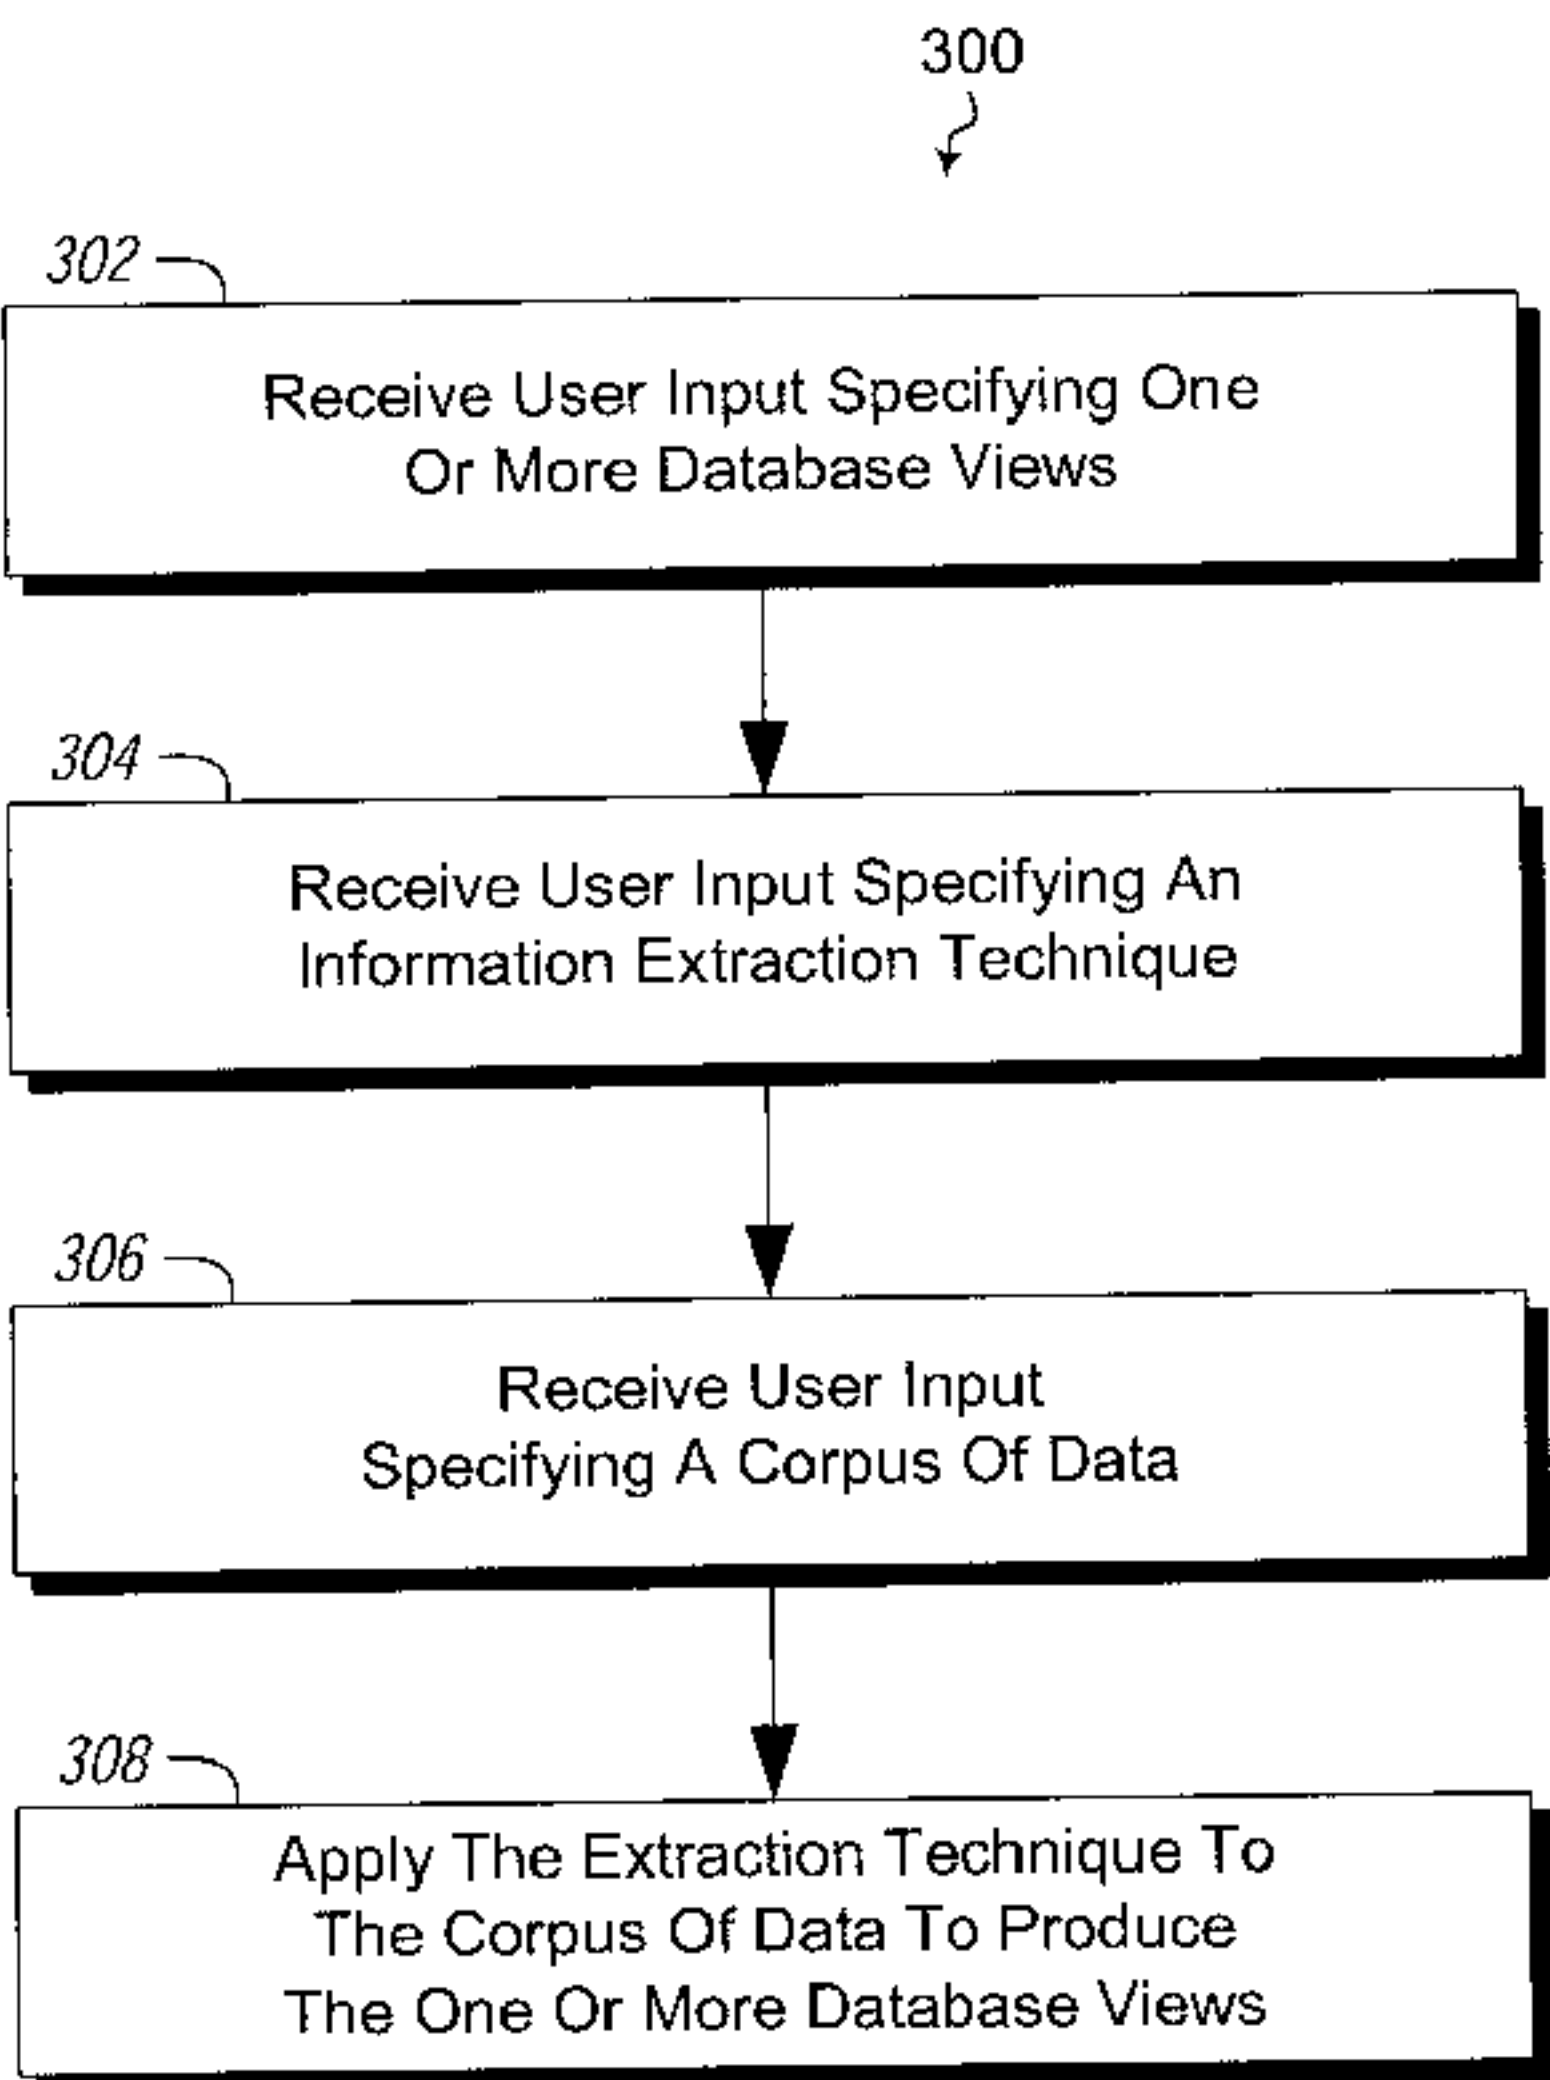 300
302
Receive User Input Specifying One
Or More Database Views
304
Receive User Input Specifying An
Information Extraction Technique
306
Receive User Input
Specifying A Corpus Of Data
308
Apply The Extraction Technique To
The Corpus Of Data To Produce
The One Or More Database Views